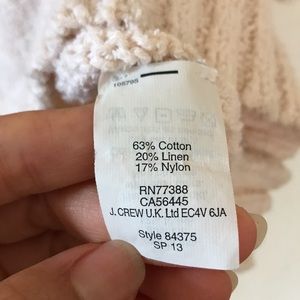 63% Cotton
20% Linen
17% Nylon
RN77388
CA56445
J. CREW U.K. Ltd EC4V 6JA
Style 84375
SP 13